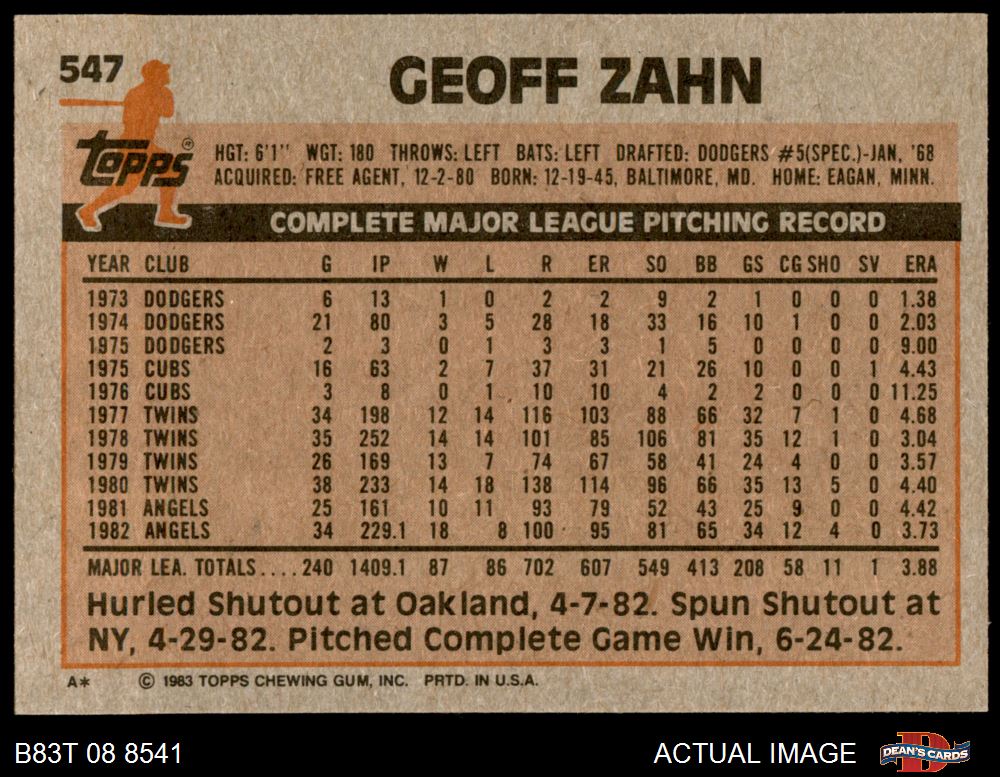 547
GEOFF ZAHN
Topps®
HGT: 6'1" WGT: 180 THROWS: LEFT BATS: LEFT DRAFTED: DODGERS #5(SPEC.)-JAN, '68
ACQUIRED: FREE AGENT, 12-2-80 BORN: 12-19-45, BALTIMORE, MD. HOME: EAGAN, MINN.
COMPLETE MAJOR LEAGUE PITCHING RECORD
YEAR CLUB G IP W L R ER SO BB GS CG SHO SV ERA
1973 DODGERS 6 13 1 0 2 2 9 2 1 0 0 0 1.38
1974 DODGERS 21 80 3 5 28 18 33 16 10 1 0 0 2.03
1975 DODGERS 2 3 0 1 3 3 1 5 0 0 0 0 9.00
1975 CUBS 16 63 2 7 37 31 21 26 10 0 0 1 4.43
1976 CUBS 3 8 0 1 10 10 4 2 2 0 0 0 11.25
1977 TWINS 34 198 12 14 116 103 88 66 32 7 1 0 4.68
1978 TWINS 35 252 14 14 101 85 106 81 35 12 1 0 3.04
1979 TWINS 26 169 13 7 74 67 58 41 24 4 0 0 3.57
1980 TWINS 38 233 14 18 138 114 96 66 35 13 5 0 4.40
1981 ANGELS 25 161 10 11 93 79 52 43 25 9 0 0 4.42
1982 ANGELS 34 229.1 18 8 100 95 81 65 34 12 4 0 3.73
MAJOR LEA. TOTALS.... 240 1409.1 87 86 702 607 549 413 208 58 11 1 3.88
Hurled Shutout at Oakland, 4-7-82. Spun Shutout at
NY, 4-29-82. Pitched Complete Game Win, 6-24-82.
A* © 1983 TOPPS CHEWING GUM, INC. PRTD. IN U.S.A.
B83T 08 8541 ACTUAL IMAGE DEAN'S CARDS